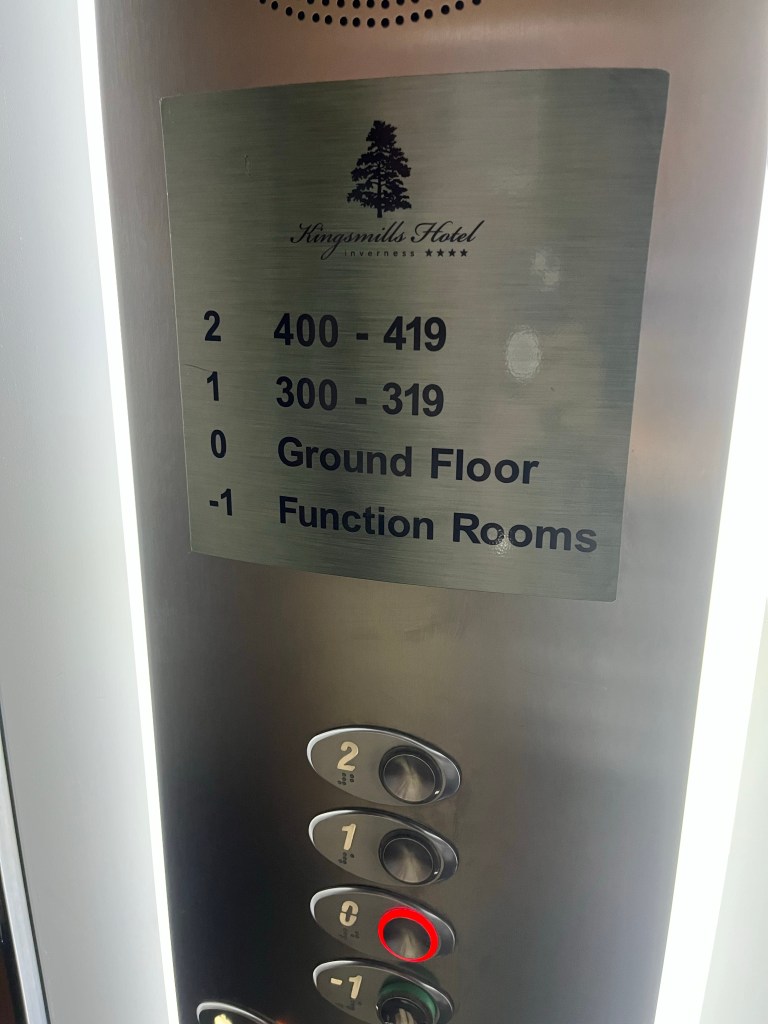 Kingsmills Hotel
inverness ★★★★
2 400 - 419
1 300 - 319
0 Ground Floor
-1 Function Rooms
2
1
0
-1